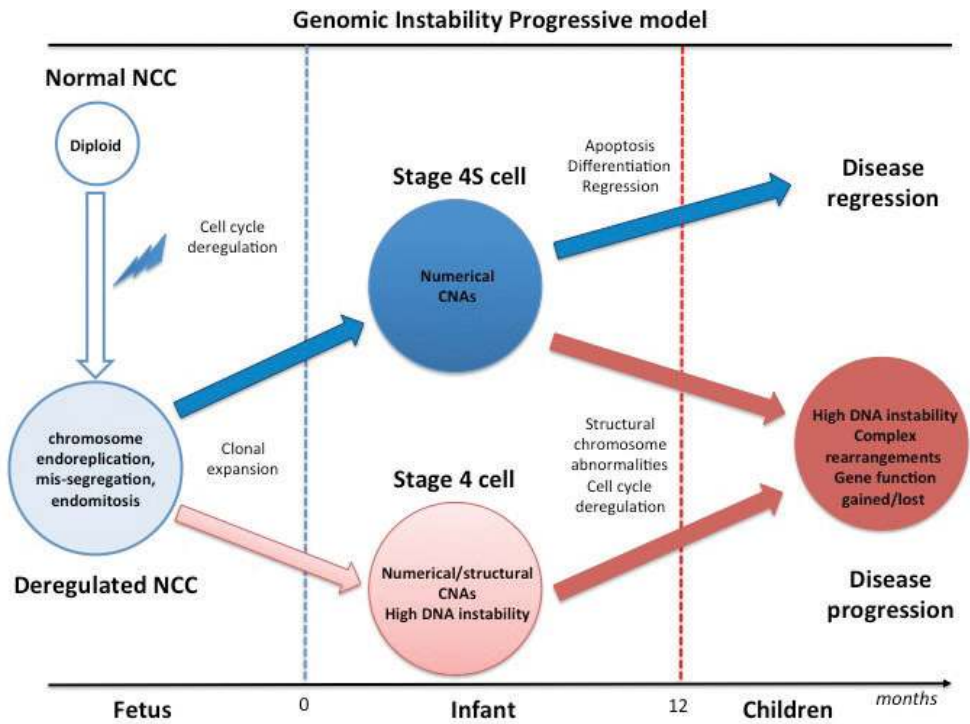 Genomic Instability Progressive model
Normal NCC
Diploid
Cell cycle
deregulation
chromosome
endoreplication,
mis-segregation,
endomitosis
Deregulated NCC
Clonal
expansion
Stage 4S cell
Numerical
CNAs
Stage 4 cell
Numerical/structural
CNAs
High DNA instability
Apoptosis
Differentiation
Regression
Structural
chromosome
abnormalities
Cell cycle
deregulation
Disease
regression
High DNA instability
Complex
rearrangements
Gene function
gained/lost
Disease
progression
Fetus 0 Infant 12 Children months